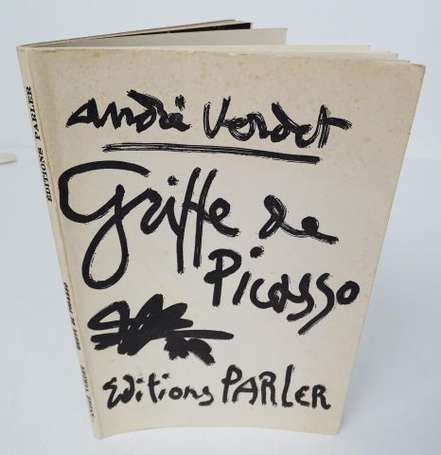 André Verdet
Griffe de
Picasso
Editions PARLER
EDITIONS PARLER